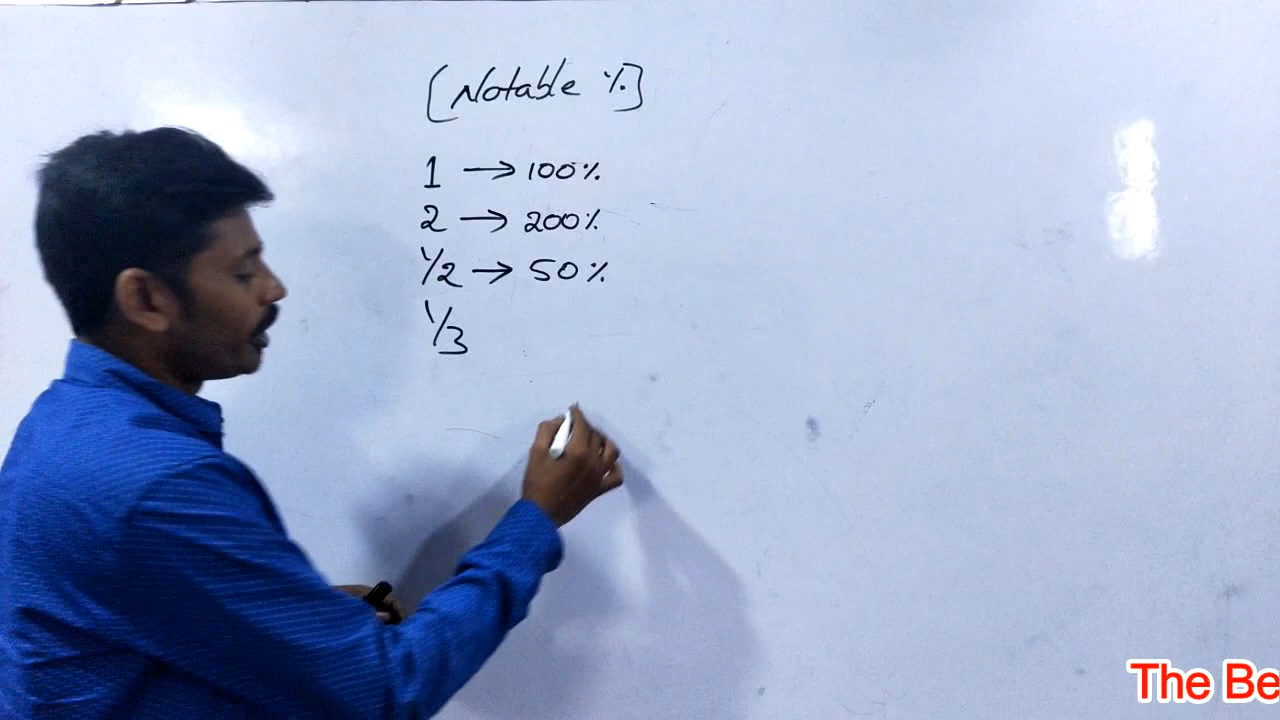 [Notable %]
1 → 100%
2 → 200%
1/2 → 50%
1/3
The Be